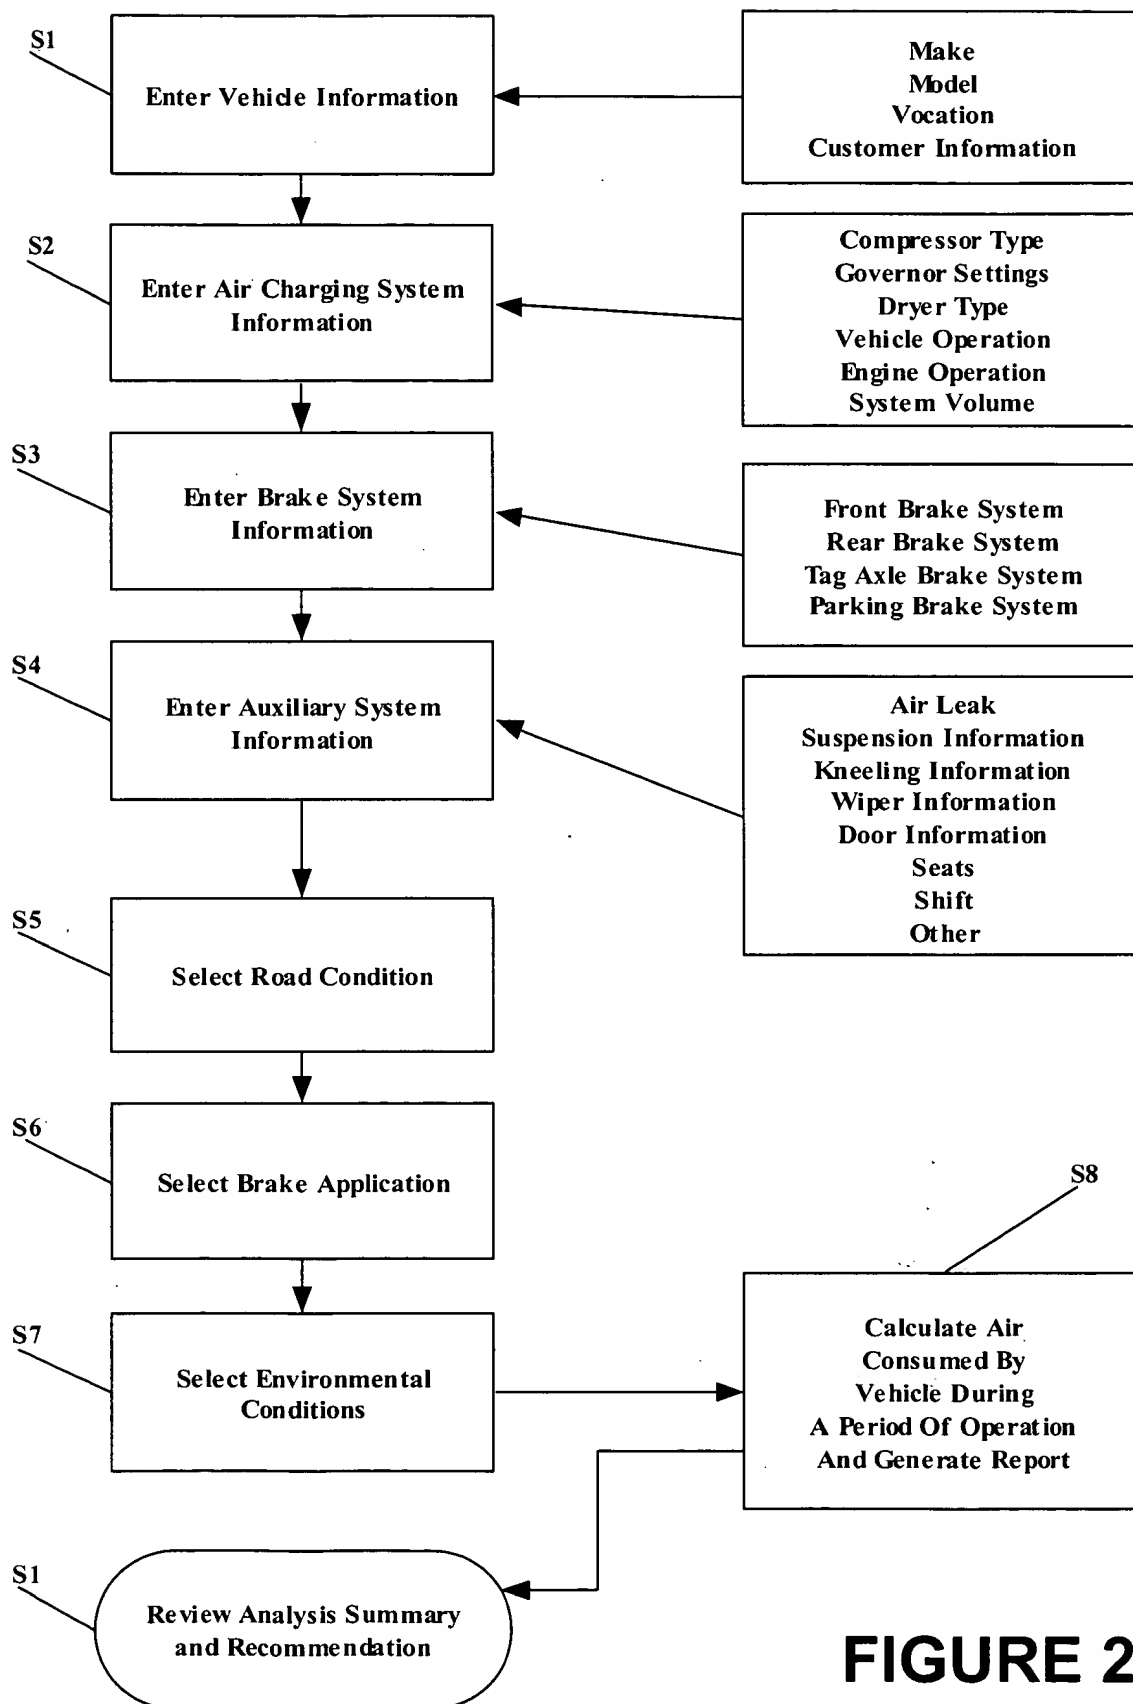 S1
Enter Vehicle Information
Make
Model
Vocation
Customer Information
S2
Enter Air Charging System
Information
Compressor Type
Governor Settings
Dryer Type
Vehicle Operation
Engine Operation
System Volume
S3
Enter Brake System
Information
Front Brake System
Rear Brake System
Tag Axle Brake System
Parking Brake System
S4
Enter Auxiliary System
Information
Air Leak
Suspension Information
Kneeling Information
Wiper Information
Door Information
Seats
Shift
Other
S5
Select Road Condition
S6
Select Brake Application
S7
Select Environmental
Conditions
S8
Calculate Air
Consumed By
Vehicle During
A Period Of Operation
And Generate Report
S1
Review Analysis Summary
and Recommendation
FIGURE 2